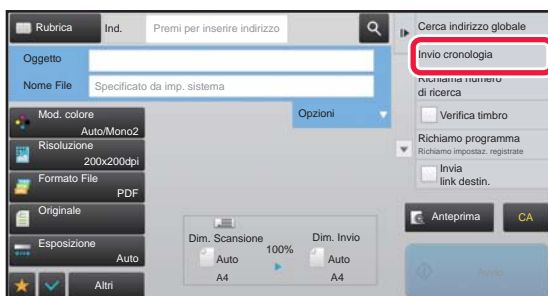 Rubrica
Ind.
Premi per inserire indirizzo
Cerca indirizzo globale
Oggetto
Invio cronologia
Nome File
Specificato da imp. sistema
Richiama numero
di ricerca
Mod. colore
Auto/Mono2
Opzioni
Verifica timbro
Risoluzione
200x200dpi
Richiamo programma
Richiamo impostaz. registrate
Formato File
PDF
Invia
link destin.
Originale
Anteprima
CA
Esposizione
Auto
Dim. Scansione
100%
Dim. Invio
Auto
Auto
A4
A4
Altri
Avvio